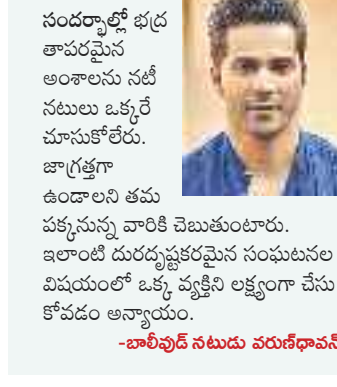 సందర్భాల్లో భద్ర
తాపరమైన
అంశాలను నటీ
నటులు ఒక్కరే
చూసుకోలేరు.
జాగ్రత్తగా
ఉండాలని తమ
పక్కనున్న వారికి చెబుతుంటారు.
ఇలాంటి దురదృష్టకరమైన సంఘటనల
విషయంలో ఒక్క వ్యక్తిని లక్ష్యంగా చేసు
కోవడం అన్యాయం.
-బాలీవుడ్ నటుడు వరుణ్‌ధావన్